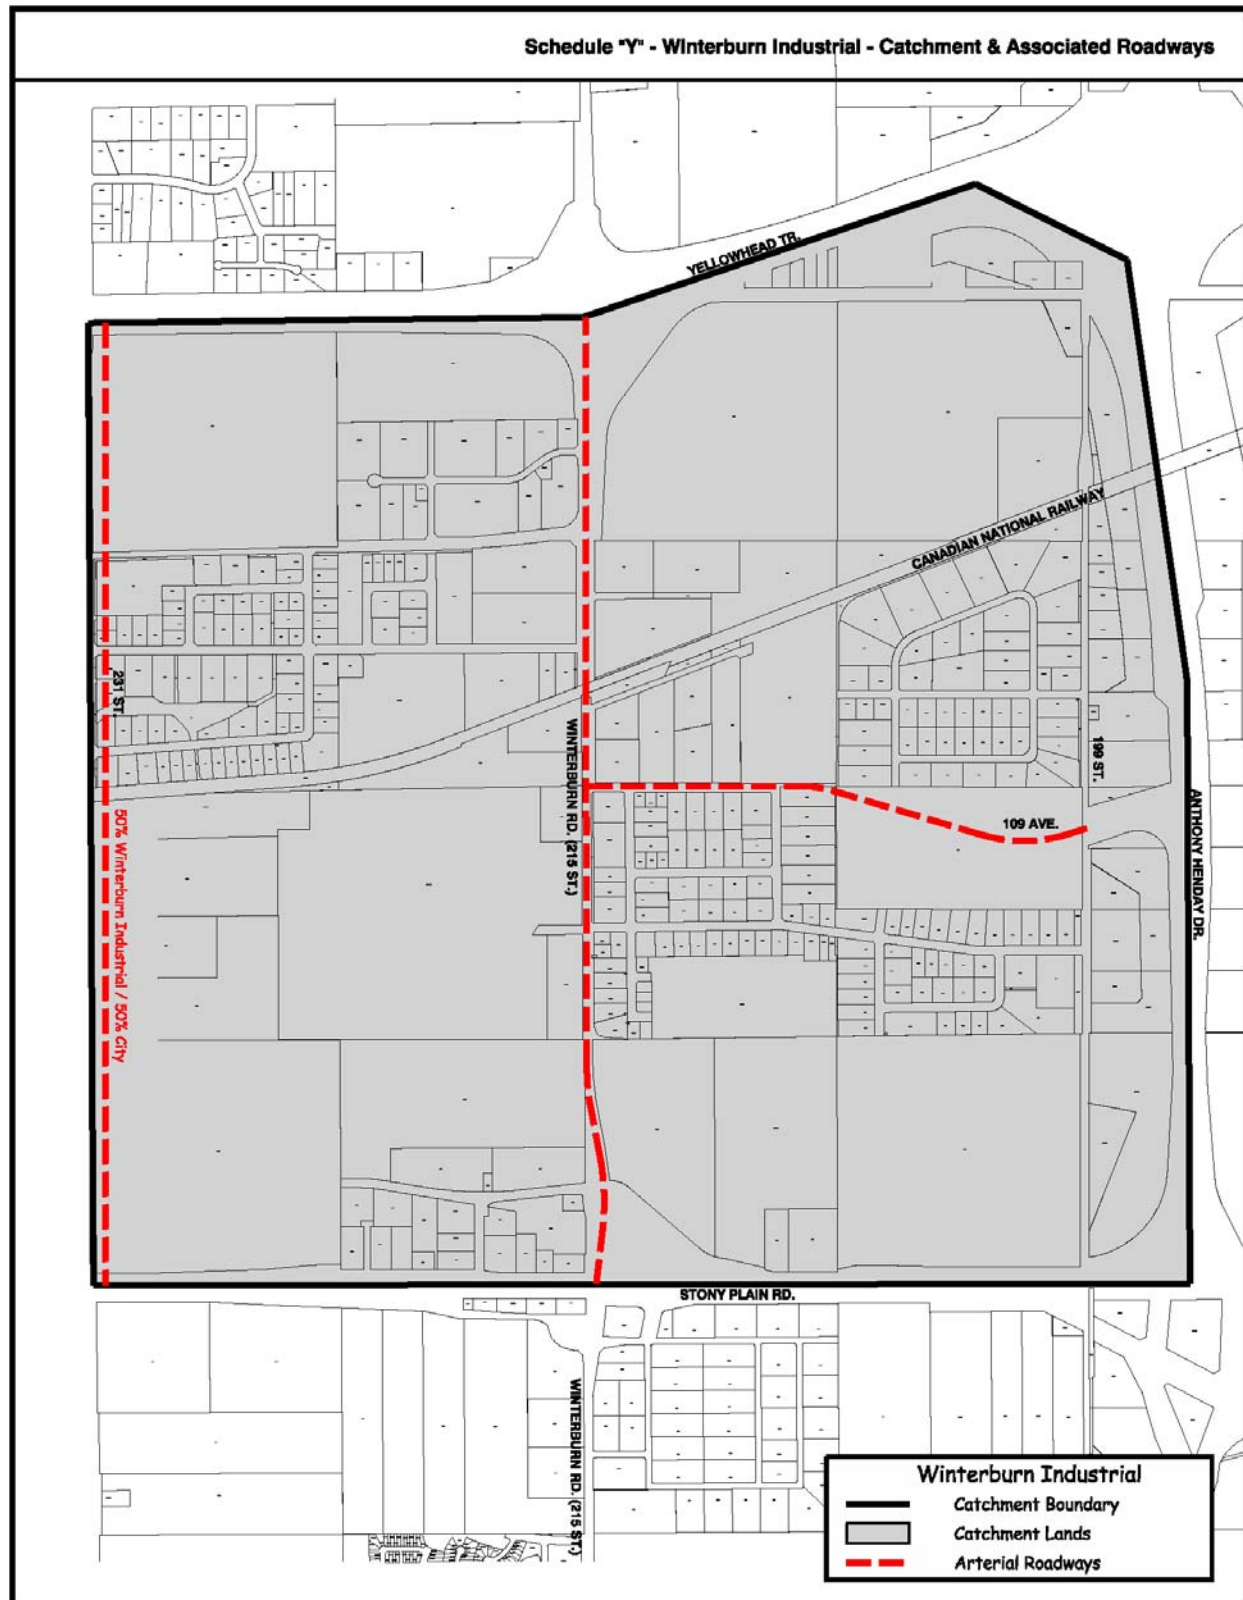 Schedule "Y" - Winterburn Industrial - Catchment & Associated Roadways
YELLOWHEAD TR.
CANADIAN NATIONAL RAILWAY
231 ST.
WINTERBURN RD. (215 ST.)
199 ST.
109 AVE.
ANTHONY HENDAY DR.
50% Winterburn Industrial / 50% City
STONY PLAIN RD.
WINTERBURN RD. (215 ST.)
Winterburn Industrial
Catchment Boundary
Catchment Lands
Arterial Roadways